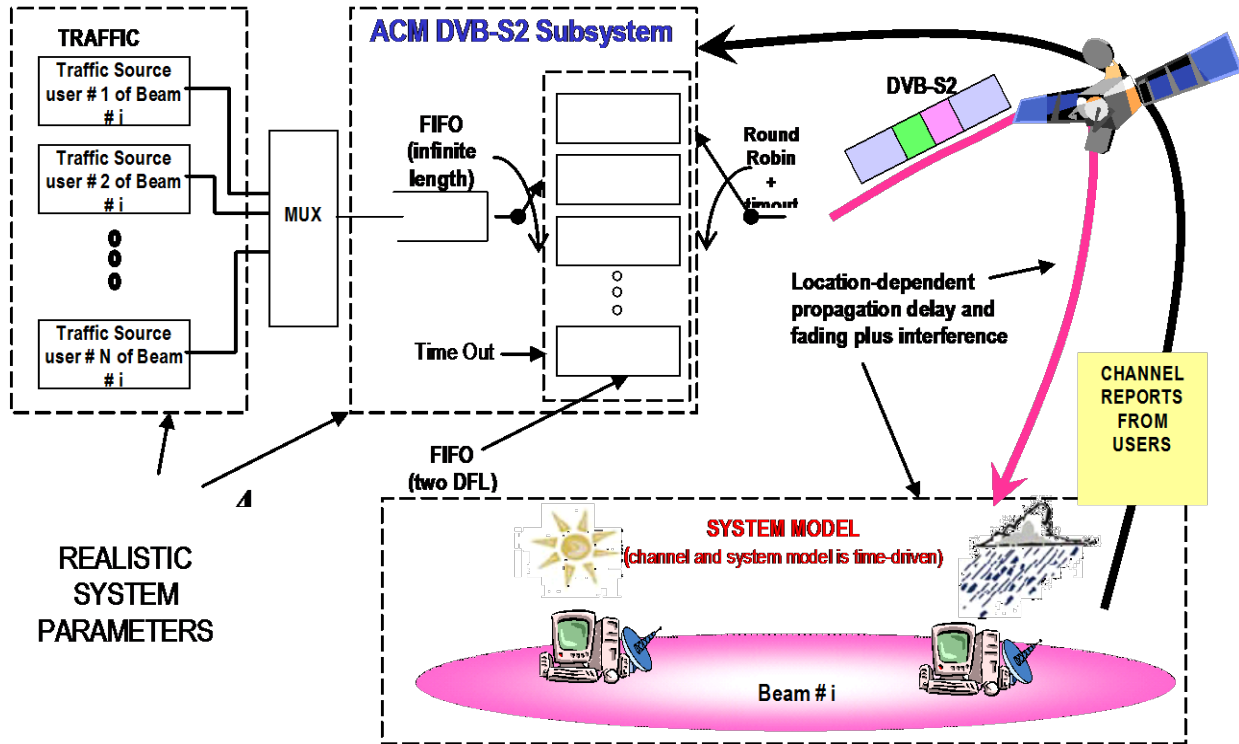 TRAFFIC
Traffic Source
user # 1 of Beam
# i
Traffic Source
user # 2 of Beam
# i
Traffic Source
user # N of Beam
# i
MUX
ACM DVB-S2 Subsystem
FIFO
(infinite
length)
Time Out
FIFO
(two DFL)
Round
Robin
+
timout
DVB-S2
Location-dependent
propagation delay and
fading plus interference
CHANNEL
REPORTS
FROM
USERS
REALISTIC
SYSTEM
PARAMETERS
SYSTEM MODEL
(channel and system model is time-driven)
Beam # i